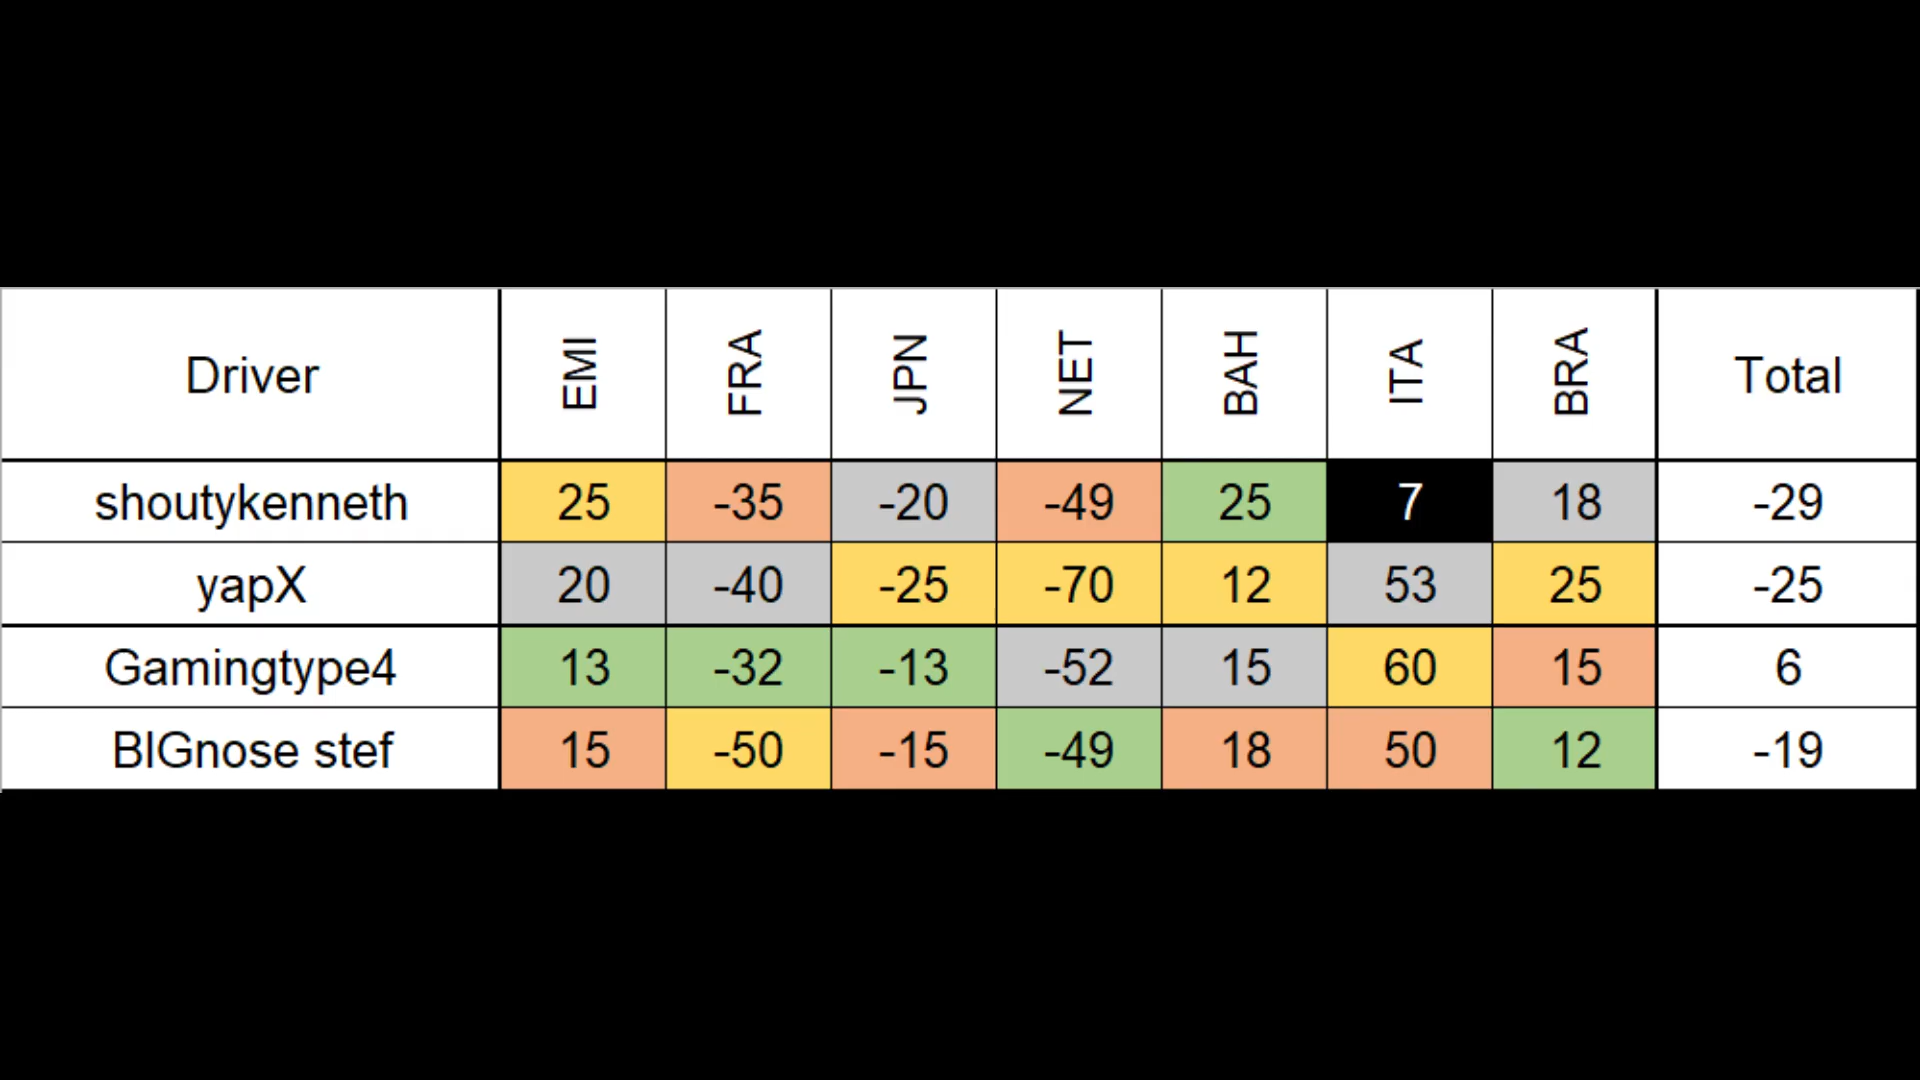 Driver EMI FRA JPN NET BAH ITA BRA Total
shoutykenneth 25 -35 -20 -49 25 7 18 -29
yapX 20 -40 -25 -70 12 53 25 -25
Gamingtype4 13 -32 -13 -52 15 60 15 6
BIGnose stef 15 -50 -15 -49 18 50 12 -19